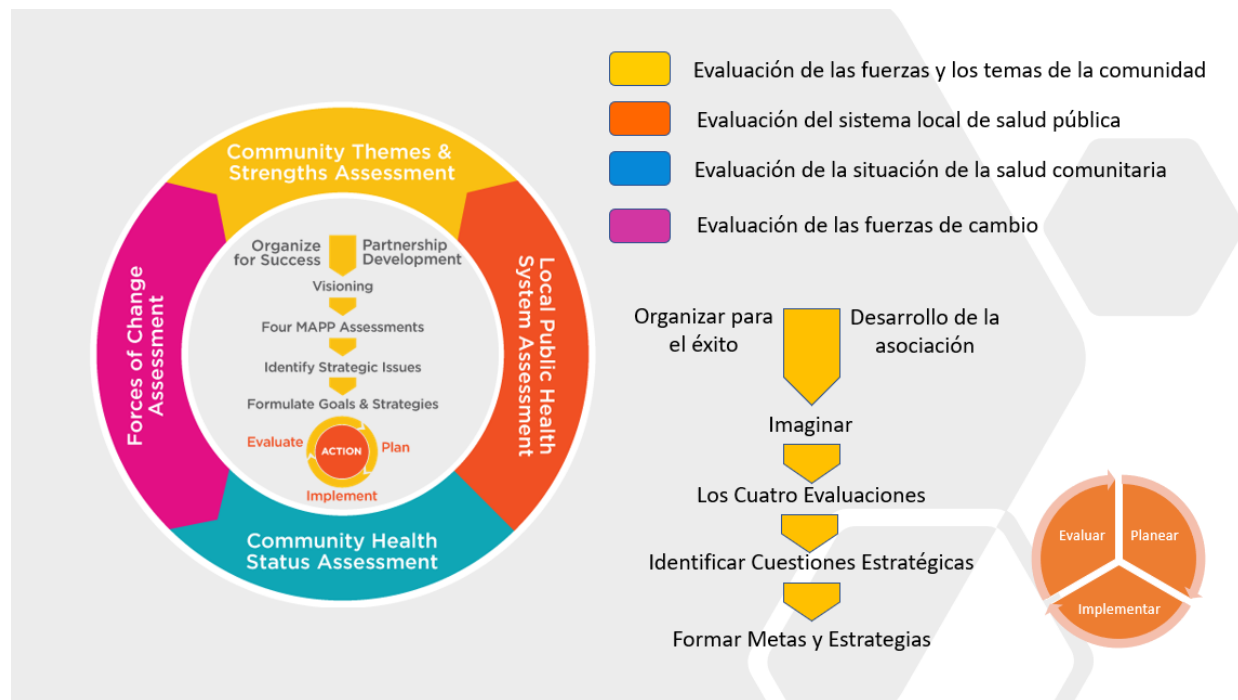 Community Themes &
Strengths Assessment
Local Public Health
System Assessment
Community Health
Status Assessment
Forces of Change
Assessment
Organize
for Success
Partnership
Development
Visioning
Four MAPP Assessments
Identify Strategic Issues
Formulate Goals & Strategies
Evaluate
ACTION
Plan
Implement
Evaluación de las fuerzas y los temas de la comunidad
Evaluación del sistema local de salud pública
Evaluación de la situación de la salud comunitaria
Evaluación de las fuerzas de cambio
Organizar para
el éxito
Desarrollo de la
asociación
Imaginar
Los Cuatro Evaluaciones
Identificar Cuestiones Estratégicas
Formar Metas y Estrategias
Evaluar
Planear
Implementar